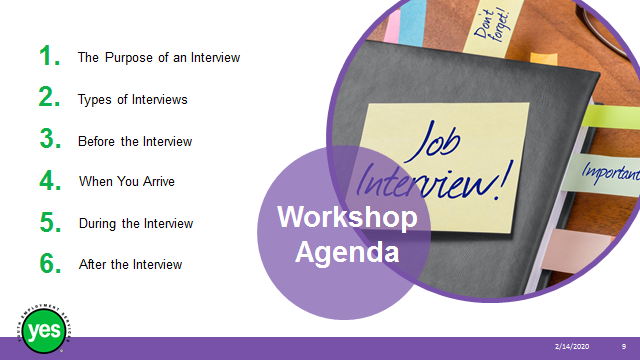 1. The Purpose of an Interview
2. Types of Interviews
3. Before the Interview
4. When You Arrive
5. During the Interview
6. After the Interview
Don't
forget!
Job
Interview!
Important
Workshop
Agenda
YOUTH EMPLOYMENT SERVICES
yes
2/14/2020
9